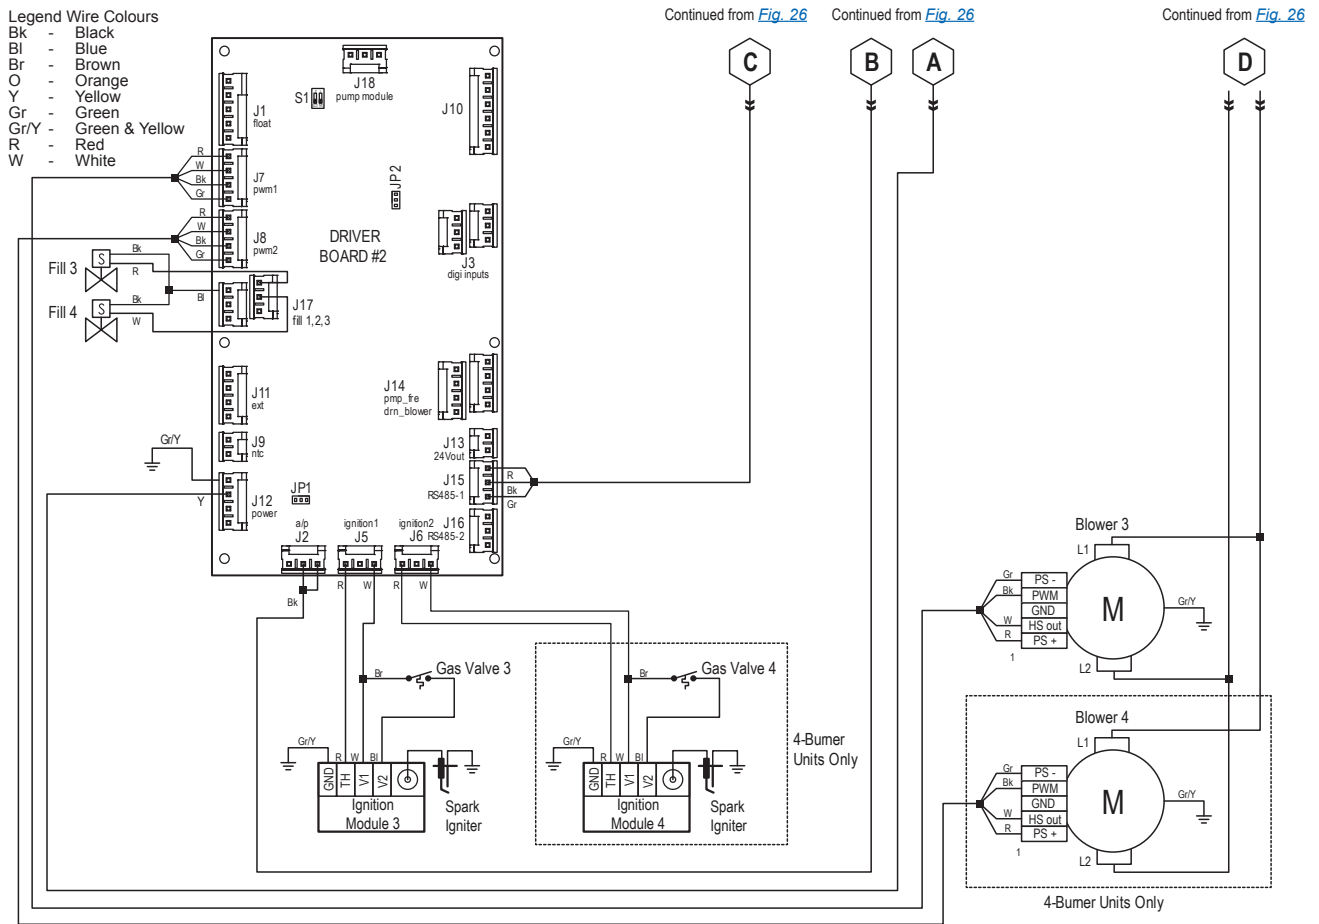 Legend Wire Colours
Bk - Black
Bl - Blue
Br - Brown
O - Orange
Y - Yellow
Gr - Green
Gr/Y - Green & Yellow
R - Red
W - White
Continued from Fig. 26
Continued from Fig. 26
Continued from Fig. 26
C
B
A
D
J18
pump module
S1
J1
float
J10
R
W
Bk
Gr
J7
pwm1
JP2
R
W
Bk
Gr
J8
pwm2
DRIVER
BOARD #2
J3
digi inputs
Fill 3
S
Bk
R
Fill 4
S
Bk
W
Bl
J17
fill 1,2,3
J11
ext
J14
pmp_fre
drn_blower
Gr/Y
J9
ntc
J13
24Vout
J15
RS485-1
R
Bk
Gr
Y
J12
power
JP1
J16
RS485-2
a/p
J2
ignition1
J5
ignition2
J6
Bk
R
W
R
W
Br
Gas Valve 3
Gr/Y
R
W
Bl
GND
TH
V1
V2
Ignition
Module 3
Spark
Igniter
Br
Gas Valve 4
Gr/Y
R
W
Bl
GND
TH
V1
V2
Ignition
Module 4
Spark
Igniter
4-Burner
Units Only
Blower 3
L1
Gr
Bk
W
R
PS -
PWM
GND
HS out
PS +
1
M
Gr/Y
L2
Blower 4
L1
Gr
Bk
W
R
PS -
PWM
GND
HS out
PS +
1
M
Gr/Y
L2
4-Burner Units Only